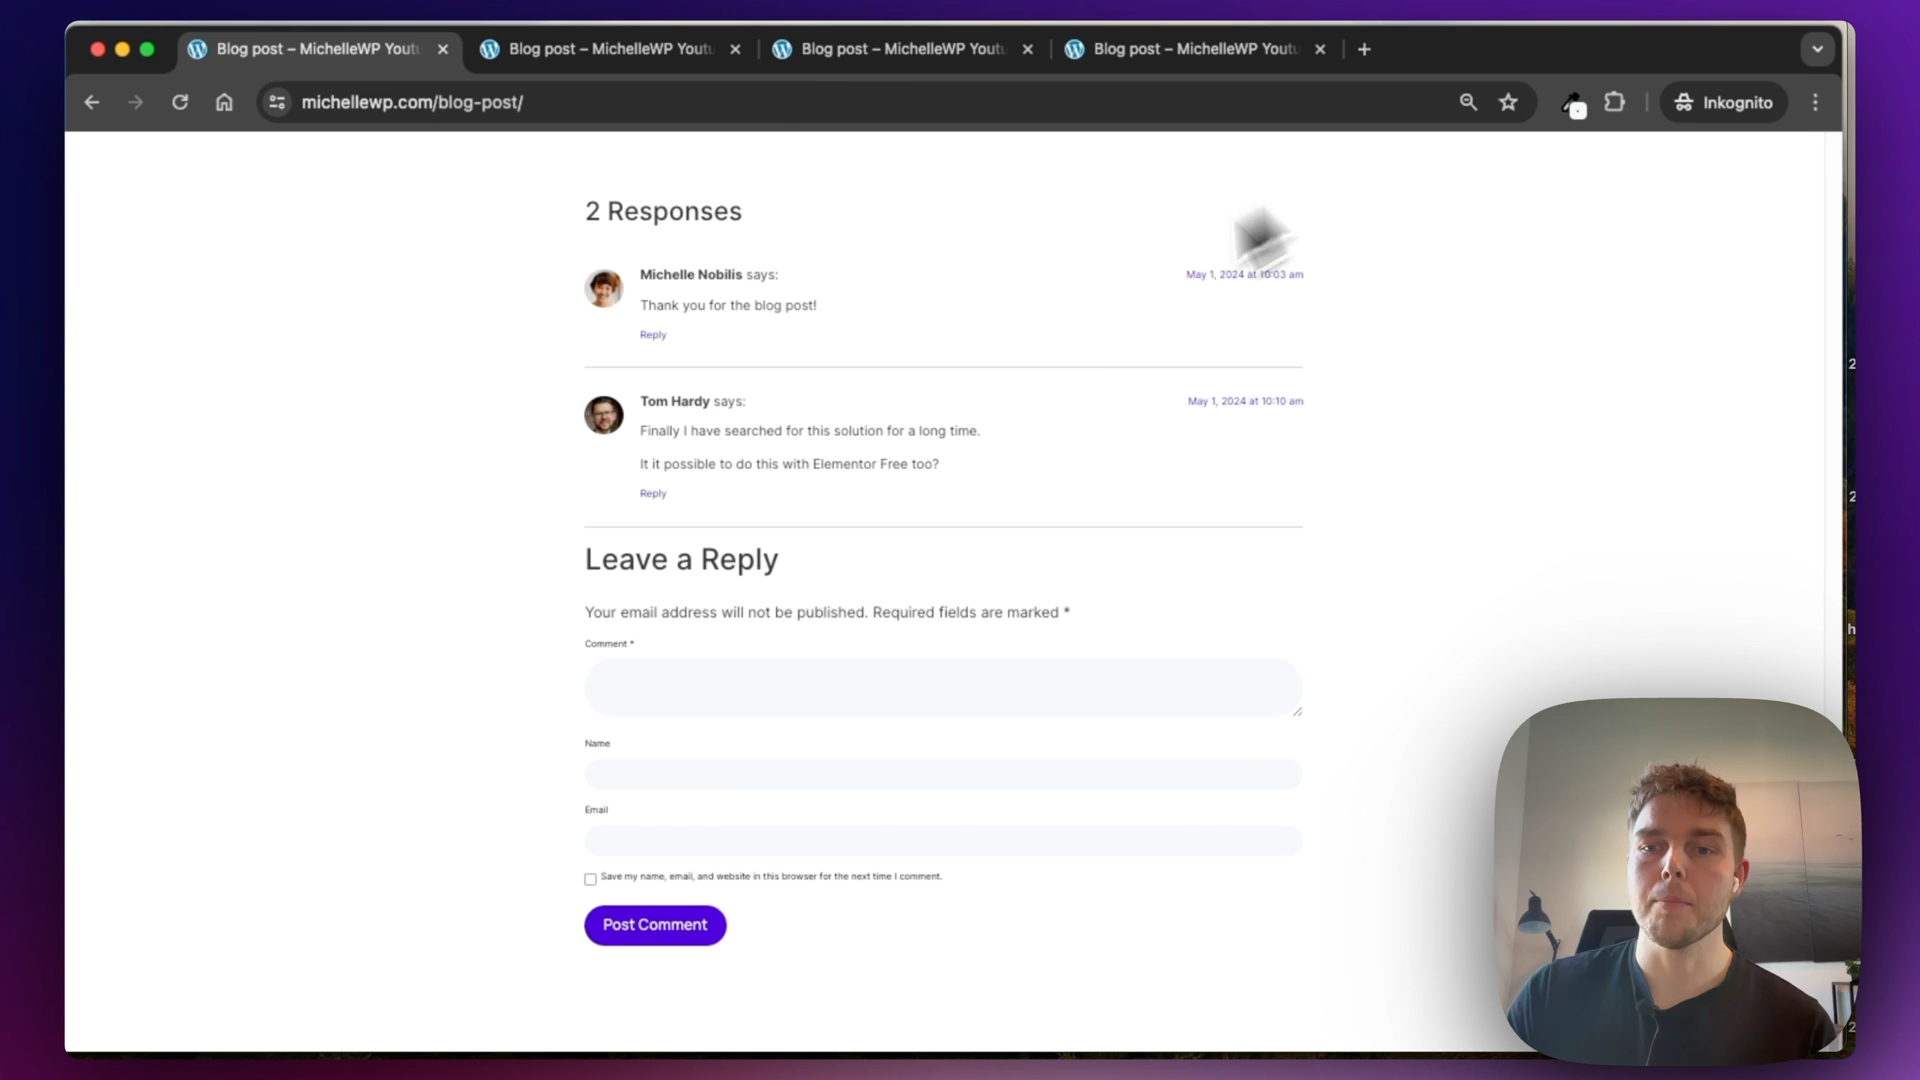 Blog post – MichelleWP Youtu
Blog post – MichelleWP Youtu
Blog post – MichelleWP Youtu
Blog post – MichelleWP Youtu
michellewp.com/blog-post/
Inkognito
2 Responses
Michelle Nobilis says:
May 1, 2024 at 10:03 am
Thank you for the blog post!
Reply
Tom Hardy says:
May 1, 2024 at 10:10 am
Finally I have searched for this solution for a long time.
It it possible to do this with Elementor Free too?
Reply
Leave a Reply
Your email address will not be published. Required fields are marked *
Comment *
Name
Email
Save my name, email, and website in this browser for the next time I comment.
Post Comment
2
2
h
2